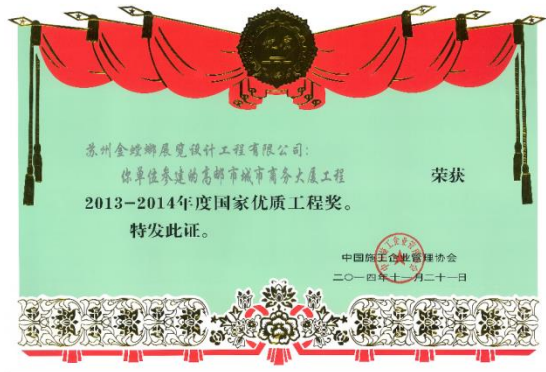 苏州金螳螂展览设计工程有限公司:
你单位参建的高邮市城市商务大厦工程 荣获
2013-2014年度国家优质工程奖。
特发此证。
中国施工企业管理协会
二〇一四年十一月二十一日